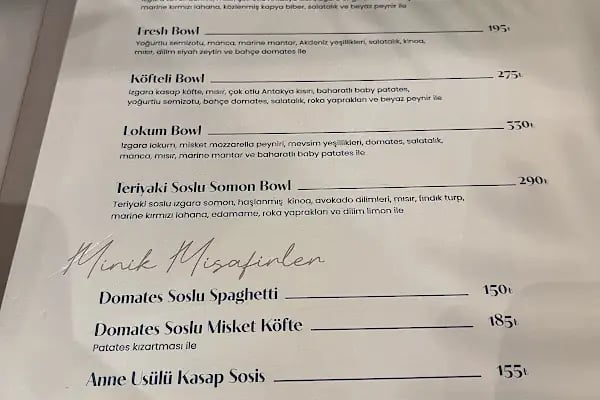 marine kırmızı lahana, közlenmiş kapya biber, salatalık ve beyaz peynir ile
Fresh Bowl 195₺
Yoğurtlu semizotu, manca, marine mantar, Akdeniz yeşillikleri, salatalık, kinoa,
mısır, dilim siyah zeytin ve bahçe domates ile
Köfteli Bowl 275₺
Izgara kasap köfte, mısır, çok otlu Antakya kısırı, baharatlı baby patates,
yoğurtlu semizotu, bahçe domates, salatalık, roka yaprakları ve beyaz peynir ile
Lokum Bowl 330₺
Izgara lokum, misket mozzarella peyniri, mevsim yeşillikleri, domates, salatalık,
manca, mısır, marine mantar ve baharatlı baby patates ile
Teriyaki Soslu Somon Bowl 290₺
Teriyaki soslu ızgara somon, haşlanmış kinoa, avokado dilimleri, mısır, fındık turp,
marine kırmızı lahana, edamame, roka yaprakları ve dilim limon ile
Minik Misafirler
Domates Soslu Spaghetti 150₺
Domates Soslu Misket Köfte 185₺
Patates kızartması ile
Anne Usülü Kasap Sosis 155₺